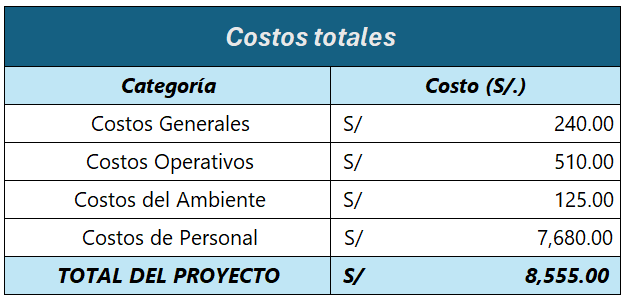 Costos totales
Categoría Costo (S/.)
Costos Generales S/ 240.00
Costos Operativos S/ 510.00
Costos del Ambiente S/ 125.00
Costos de Personal S/ 7,680.00
TOTAL DEL PROYECTO S/ 8,555.00